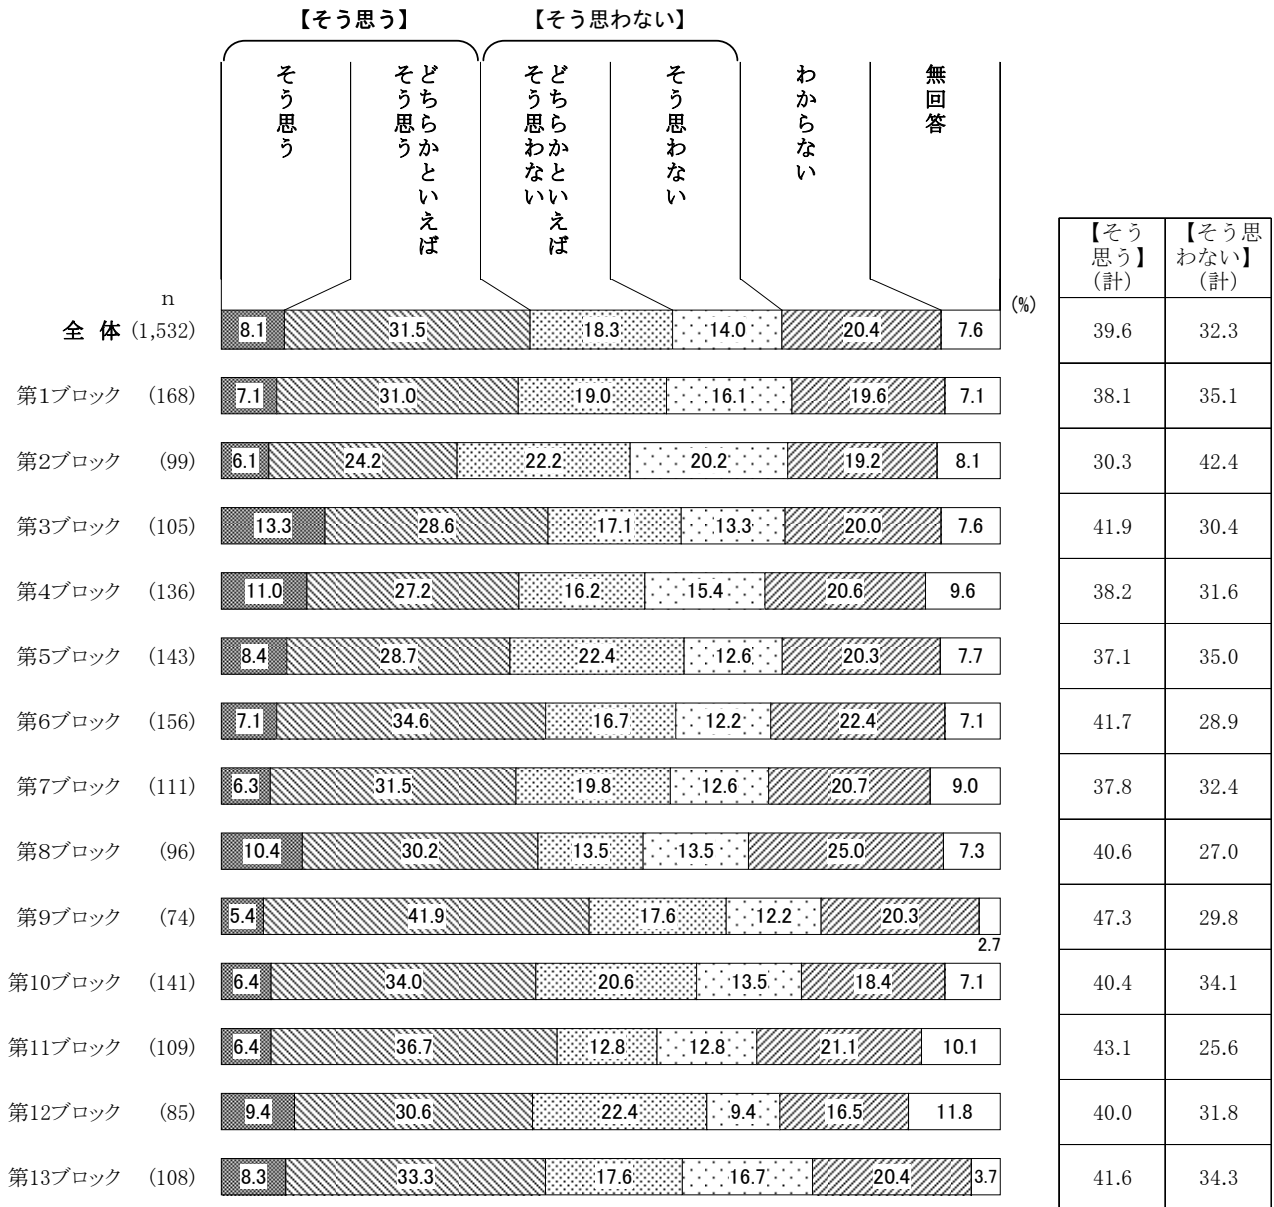 【そう思う】 【そう思わない】
そう思う
どちらかといえば
そう思う
どちらかといえば
そう思わない
そう思わない
わからない
無回答
【そう
思う】
(計)
【そう思
わない】
(計)
n
(%)
全 体 (1,532) 8.1 31.5 18.3 14.0 20.4 7.6 39.6 32.3
第1ブロック (168) 7.1 31.0 19.0 16.1 19.6 7.1 38.1 35.1
第2ブロック (99) 6.1 24.2 22.2 20.2 19.2 8.1 30.3 42.4
第3ブロック (105) 13.3 28.6 17.1 13.3 20.0 7.6 41.9 30.4
第4ブロック (136) 11.0 27.2 16.2 15.4 20.6 9.6 38.2 31.6
第5ブロック (143) 8.4 28.7 22.4 12.6 20.3 7.7 37.1 35.0
第6ブロック (156) 7.1 34.6 16.7 12.2 22.4 7.1 41.7 28.9
第7ブロック (111) 6.3 31.5 19.8 12.6 20.7 9.0 37.8 32.4
第8ブロック (96) 10.4 30.2 13.5 13.5 25.0 7.3 40.6 27.0
第9ブロック (74) 5.4 41.9 17.6 12.2 20.3 2.7 47.3 29.8
第10ブロック (141) 6.4 34.0 20.6 13.5 18.4 7.1 40.4 34.1
第11ブロック (109) 6.4 36.7 12.8 12.8 21.1 10.1 43.1 25.6
第12ブロック (85) 9.4 30.6 22.4 9.4 16.5 11.8 40.0 31.8
第13ブロック (108) 8.3 33.3 17.6 16.7 20.4 3.7 41.6 34.3